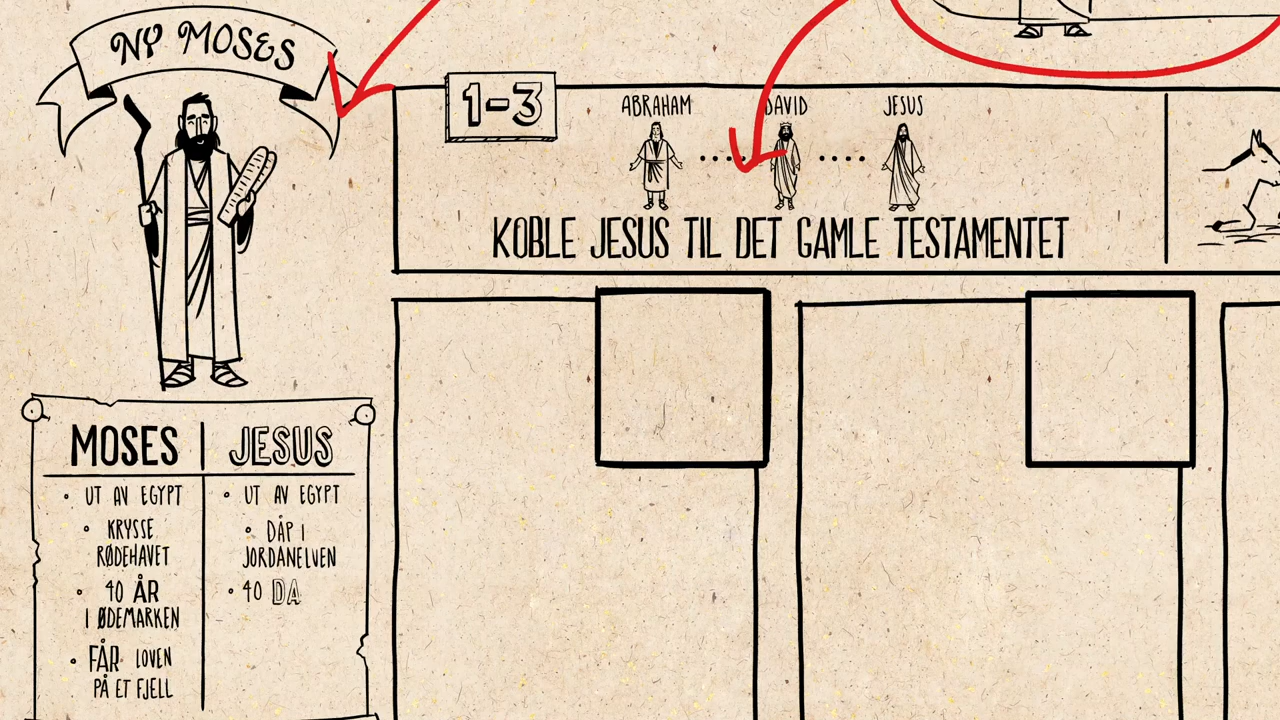 NY MOSES
1-3
ABRAHAM
DAVID
JESUS
KOBLE JESUS TIL DET GAMLE TESTAMENTET
MOSES
• UT AV EGYPT
• KRYSSE
RØDEHAVET
• 40 ÅR
I ØDEMARKEN
• FÅR LOVEN
PÅ ET FJELL
JESUS
• UT AV EGYPT
• DÅP I
JORDANELVEN
• 40 DA